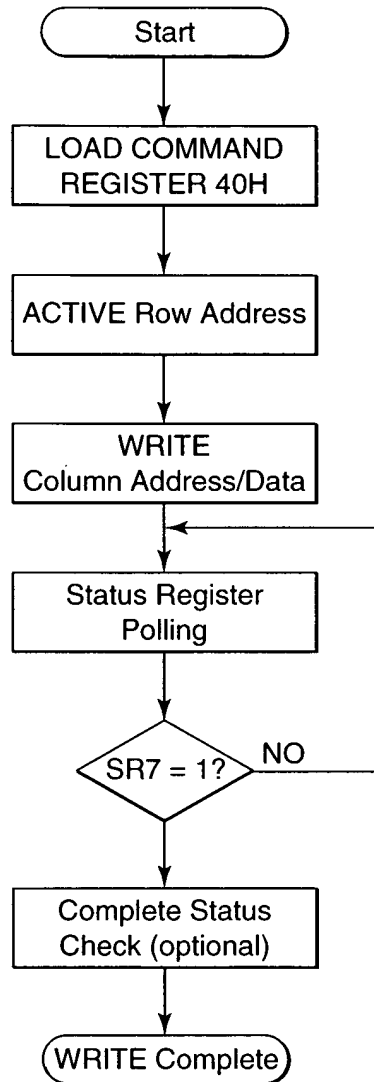 Start
LOAD COMMAND
REGISTER 40H
ACTIVE Row Address
WRITE
Column Address/Data
Status Register
Polling
SR7 = 1?
NO
Complete Status
Check (optional)
WRITE Complete